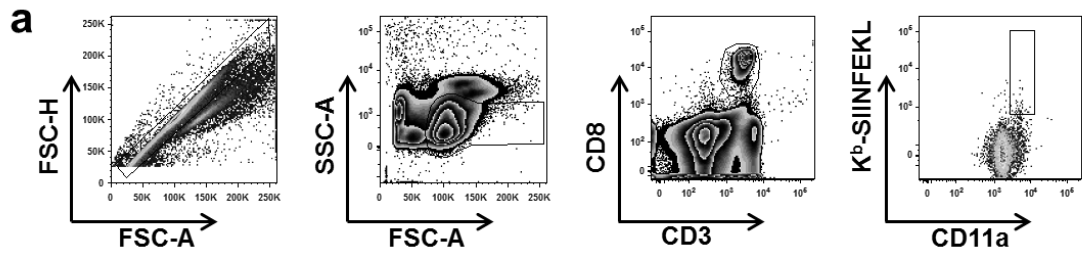 a
250K
200K
150K
100K
50K
0
0 50K 100K 150K 200K 250K
FSC-H
FSC-A
10⁵
10⁴
10³
0
0 50K 100K 150K 200K 250K
SSC-A
FSC-A
10⁵
10⁴
10³
10²
0
0 10² 10³ 10⁴ 10⁶
CD8
CD3
10⁵
10⁴
10³
0
0 10² 10³ 10⁴ 10⁶
Kᵇ-SIINFEKL
CD11a